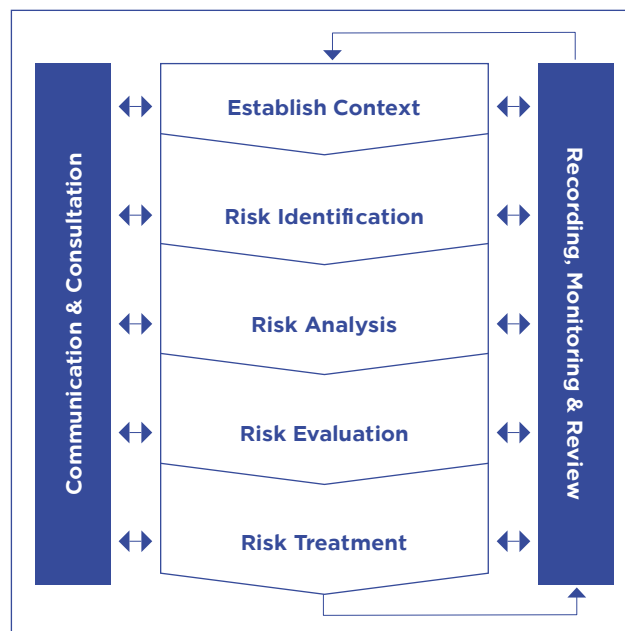 Communication & Consultation
Establish Context
Risk Identification
Risk Analysis
Risk Evaluation
Risk Treatment
Recording, Monitoring & Review